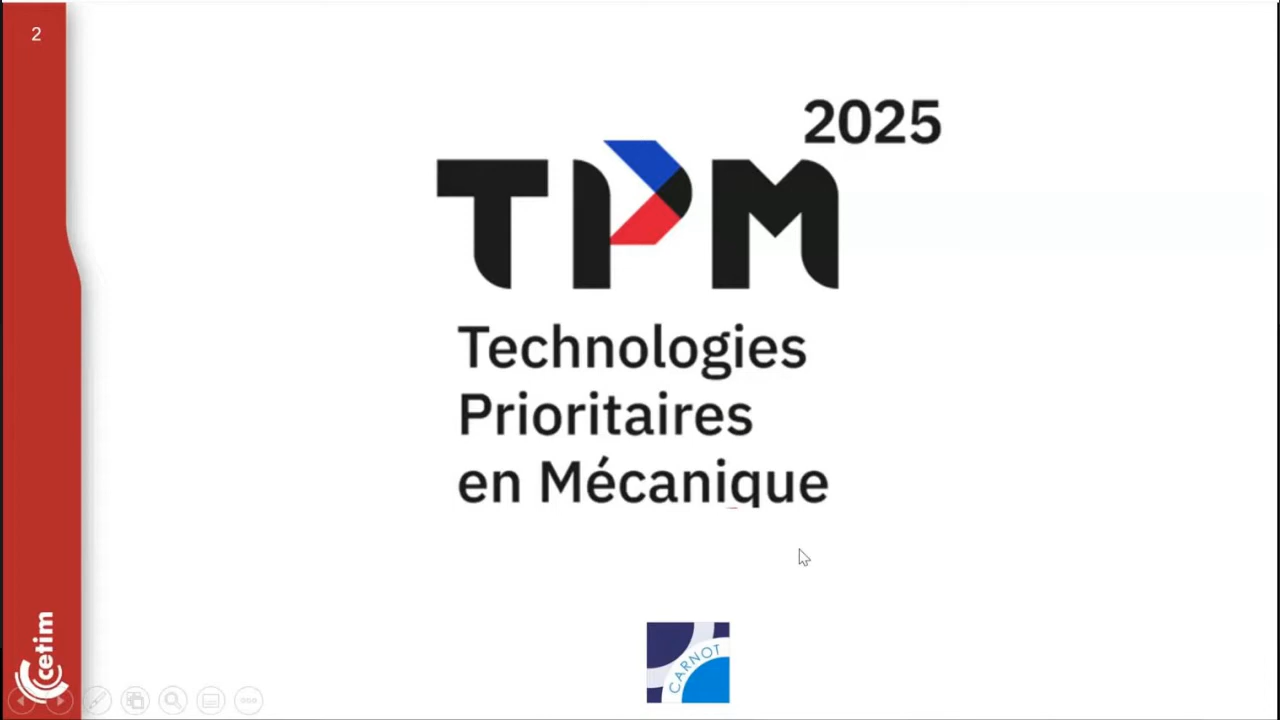 2
2025
TPM
Technologies
Prioritaires
en Mécanique
cetim
CARNOT